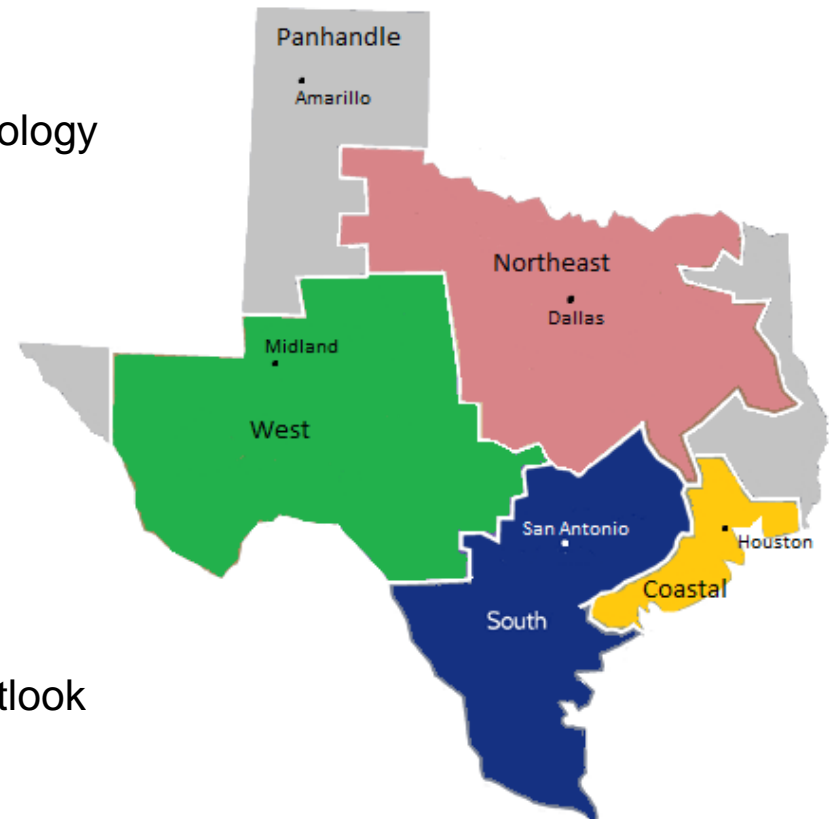 Panhandle
Amarillo
ology
Northeast
Dallas
Midland
West
San Antonio
Houston
Coastal
South
tlook